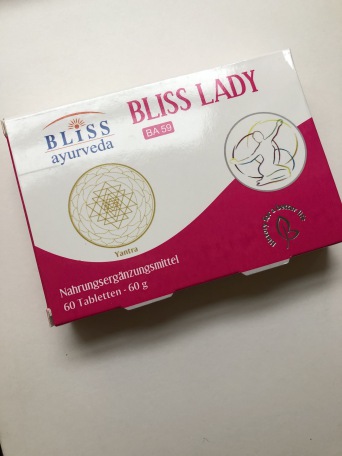 BLISS LADY
BA 59
BLISS
ayurveda
Yantra
Nahrungsergänzungsmittel
60 Tabletten - 60 g